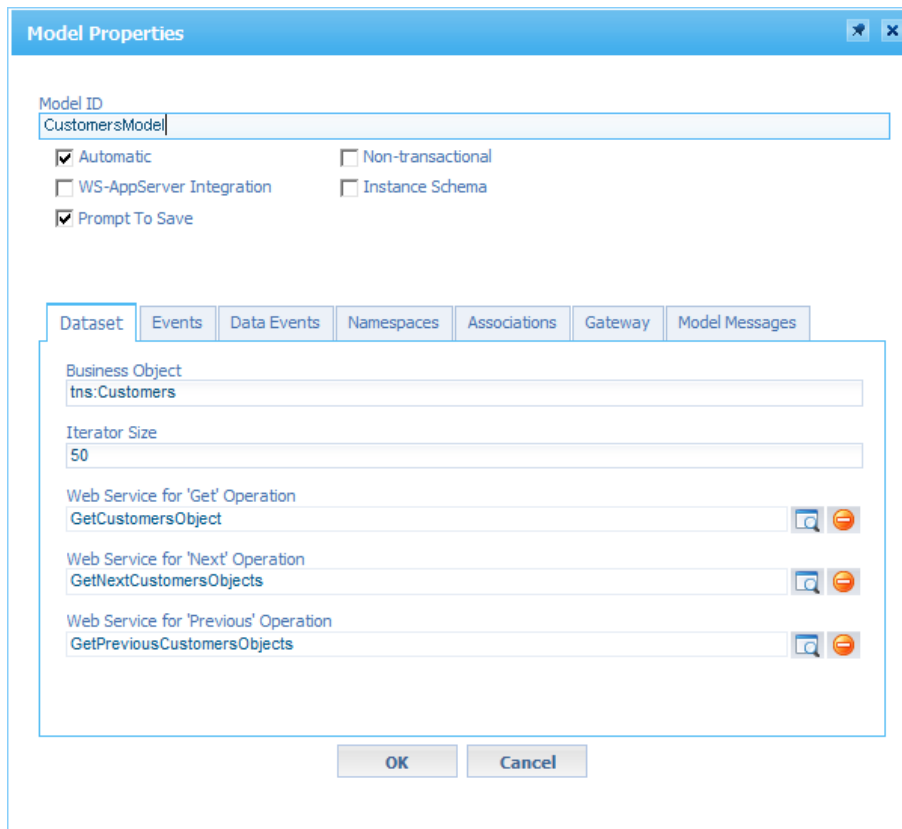 Model Properties
Model ID
CustomersModel
Automatic
Non-transactional
WS-AppServer Integration
Instance Schema
Prompt To Save
Dataset Events Data Events Namespaces Associations Gateway Model Messages
Business Object
tns:Customers
Iterator Size
50
Web Service for 'Get' Operation
GetCustomersObject
Web Service for 'Next' Operation
GetNextCustomersObjects
Web Service for 'Previous' Operation
GetPreviousCustomersObjects
OK Cancel